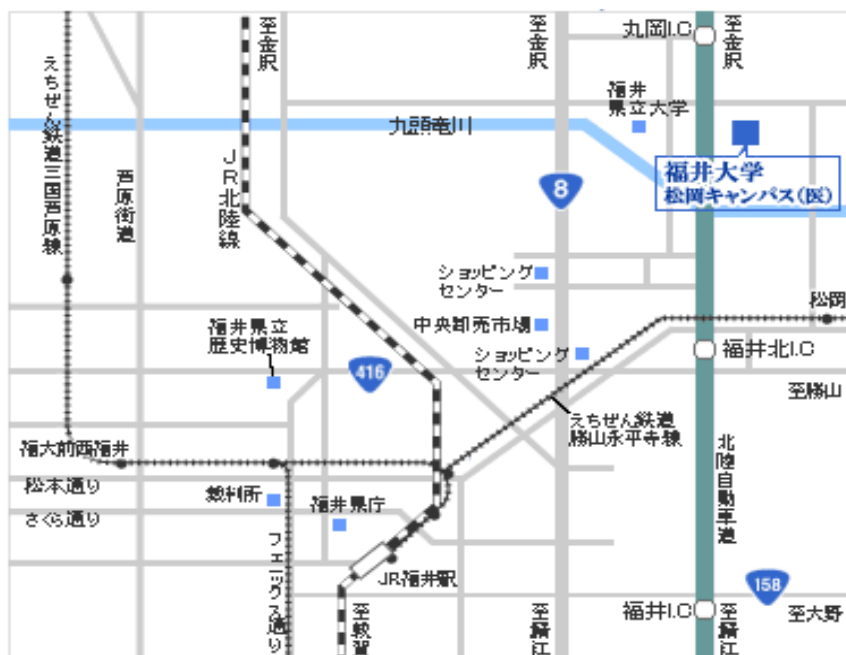 至金沢
至金沢
丸岡I.C
至金沢
えちぜん鉄道三国芦原線
福井
県立大学
九頭竜川
JR北陸線
芦原街道
8
福井大学
松岡キャンパス(医)
ショッピング
センター
松岡
福井県立
歴史博物館
中央卸売市場
ショッピング
センター
福井北I.C
416
至勝山
えちぜん鉄道
勝山永平寺線
福大前西福井
北陸自動車道
松本通り
裁判所
さくら通り
福井県庁
フェニックス通り
JR福井駅
158
至敦賀
至鯖江
福井I.C
至鯖江
至大野